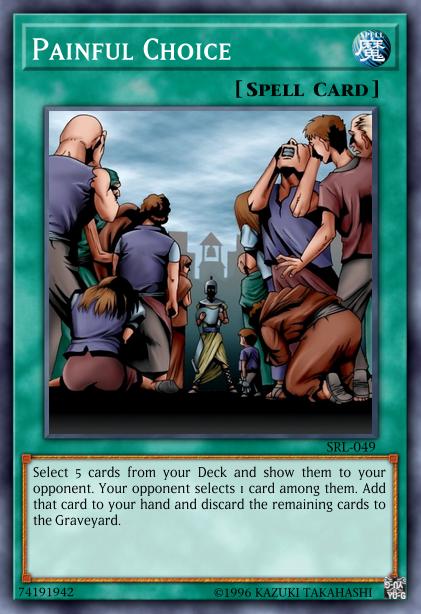 PAINFUL CHOICE
SPELL
魔
[ SPELL CARD ]
SRL-049
Select 5 cards from your Deck and show them to your
opponent. Your opponent selects 1 card among them. Add
that card to your hand and discard the remaining cards to
the Graveyard.
74191942
©1996 KAZUKI TAKAHASHI